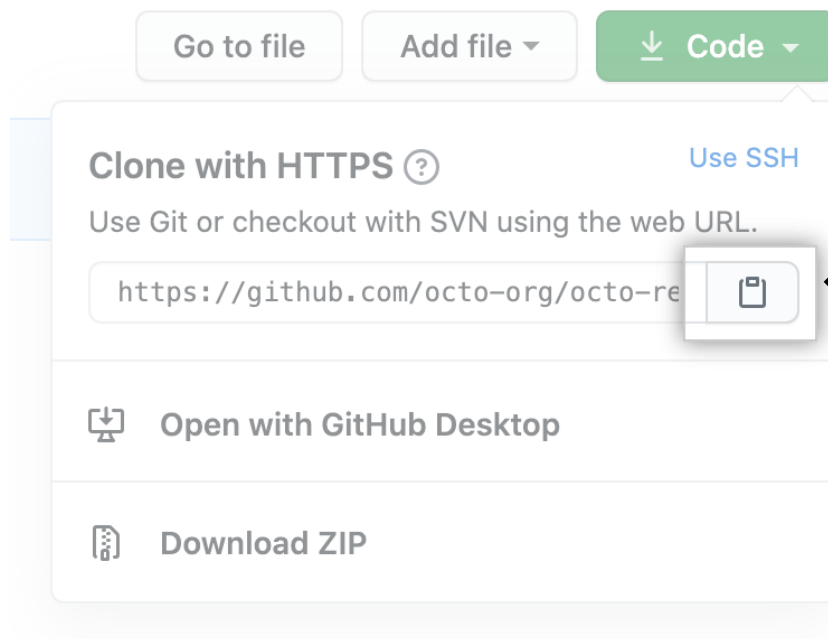 Go to file
Add file
Code
Clone with HTTPS
Use SSH
Use Git or checkout with SVN using the web URL.
https://github.com/octo-org/octo-re
Open with GitHub Desktop
Download ZIP